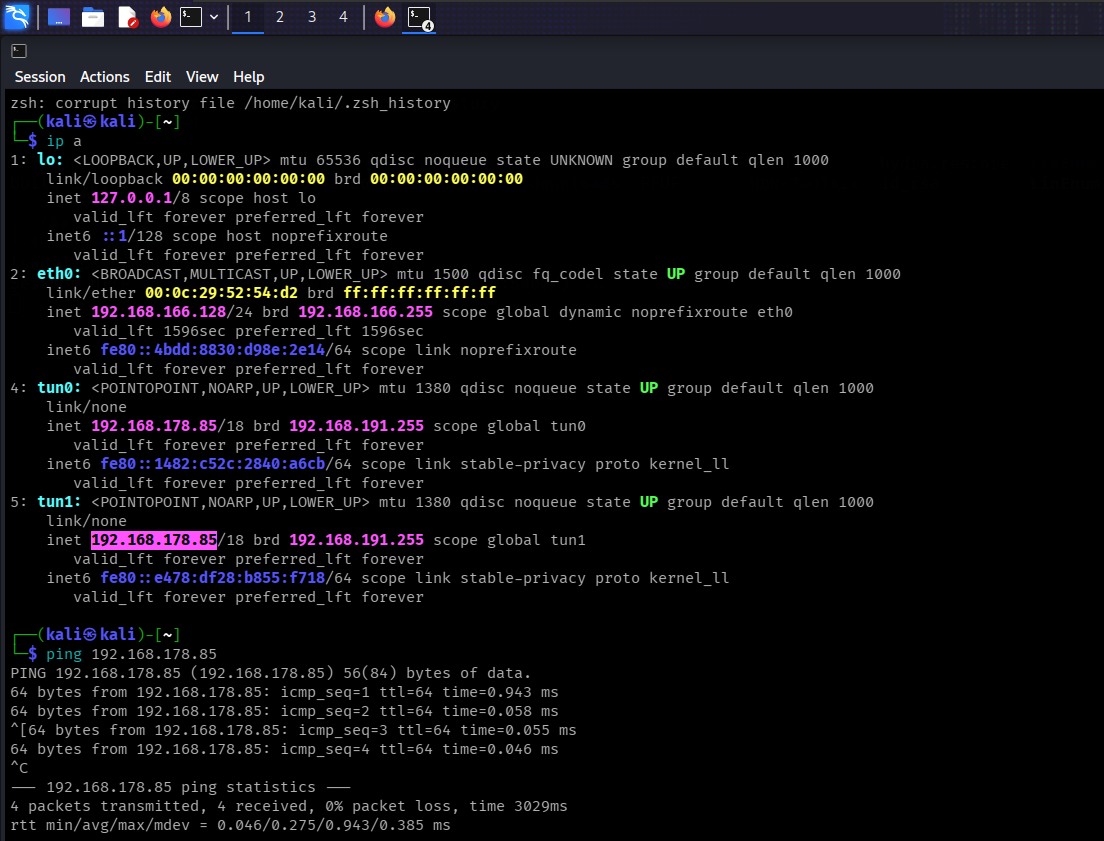 1 2 3 4 4
Session Actions Edit View Help
zsh: corrupt history file /home/kali/.zsh_history
┌──(kali㉿kali)-[~]
└─$ ip a
1: lo: <LOOPBACK,UP,LOWER_UP> mtu 65536 qdisc noqueue state UNKNOWN group default qlen 1000
    link/loopback 00:00:00:00:00:00 brd 00:00:00:00:00:00
    inet 127.0.0.1/8 scope host lo
       valid_lft forever preferred_lft forever
    inet6 ::1/128 scope host noprefixroute
       valid_lft forever preferred_lft forever
2: eth0: <BROADCAST,MULTICAST,UP,LOWER_UP> mtu 1500 qdisc fq_codel state UP group default qlen 1000
    link/ether 00:0c:29:52:54:d2 brd ff:ff:ff:ff:ff:ff
    inet 192.168.166.128/24 brd 192.168.166.255 scope global dynamic noprefixroute eth0
       valid_lft 1596sec preferred_lft 1596sec
    inet6 fe80::4bdd:8830:d98e:2e14/64 scope link noprefixroute
       valid_lft forever preferred_lft forever
4: tun0: <POINTOPOINT,NOARP,UP,LOWER_UP> mtu 1380 qdisc noqueue state UP group default qlen 1000
    link/none
    inet 192.168.178.85/18 brd 192.168.191.255 scope global tun0
       valid_lft forever preferred_lft forever
    inet6 fe80::1482:c52c:2840:a6cb/64 scope link stable-privacy proto kernel_ll
       valid_lft forever preferred_lft forever
5: tun1: <POINTOPOINT,NOARP,UP,LOWER_UP> mtu 1380 qdisc noqueue state UP group default qlen 1000
    link/none
    inet 192.168.178.85/18 brd 192.168.191.255 scope global tun1
       valid_lft forever preferred_lft forever
    inet6 fe80::e478:df28:b855:f718/64 scope link stable-privacy proto kernel_ll
       valid_lft forever preferred_lft forever
┌──(kali㉿kali)-[~]
└─$ ping 192.168.178.85
PING 192.168.178.85 (192.168.178.85) 56(84) bytes of data.
64 bytes from 192.168.178.85: icmp_seq=1 ttl=64 time=0.943 ms
64 bytes from 192.168.178.85: icmp_seq=2 ttl=64 time=0.058 ms
^[64 bytes from 192.168.178.85: icmp_seq=3 ttl=64 time=0.055 ms
64 bytes from 192.168.178.85: icmp_seq=4 ttl=64 time=0.046 ms
^C
--- 192.168.178.85 ping statistics ---
4 packets transmitted, 4 received, 0% packet loss, time 3029ms
rtt min/avg/max/mdev = 0.046/0.275/0.943/0.385 ms